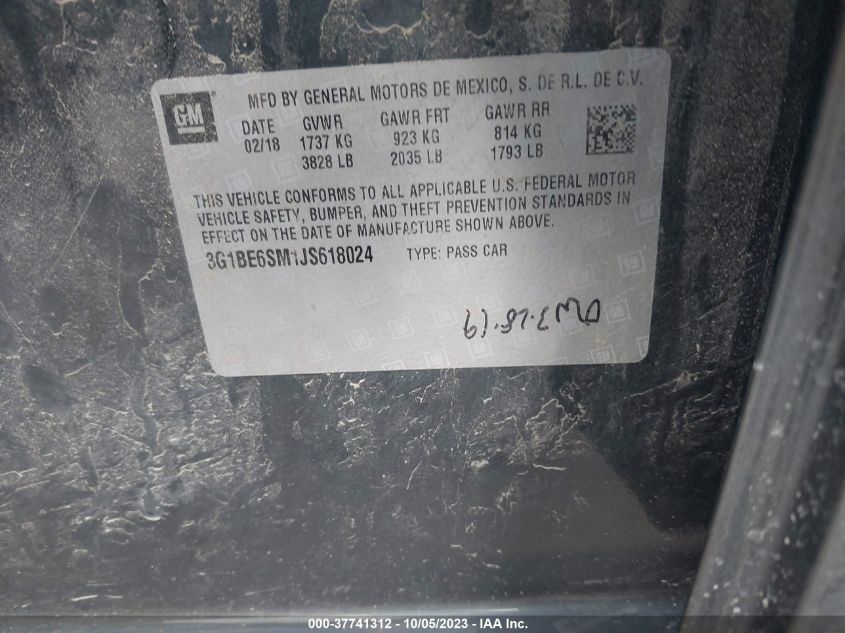 GM
MFD BY GENERAL MOTORS DE MEXICO, S. DE R.L. DE C.V.
DATE GVWR GAWR FRT GAWR RR
02/18 1737 KG 923 KG 814 KG
3828 LB 2035 LB 1793 LB
THIS VEHICLE CONFORMS TO ALL APPLICABLE U.S. FEDERAL MOTOR
VEHICLE SAFETY, BUMPER, AND THEFT PREVENTION STANDARDS IN
EFFECT ON THE DATE OF MANUFACTURE SHOWN ABOVE.
3G1BE6SM1JS618024 TYPE: PASS CAR
000-37741312 - 10/05/2023 - IAA Inc.